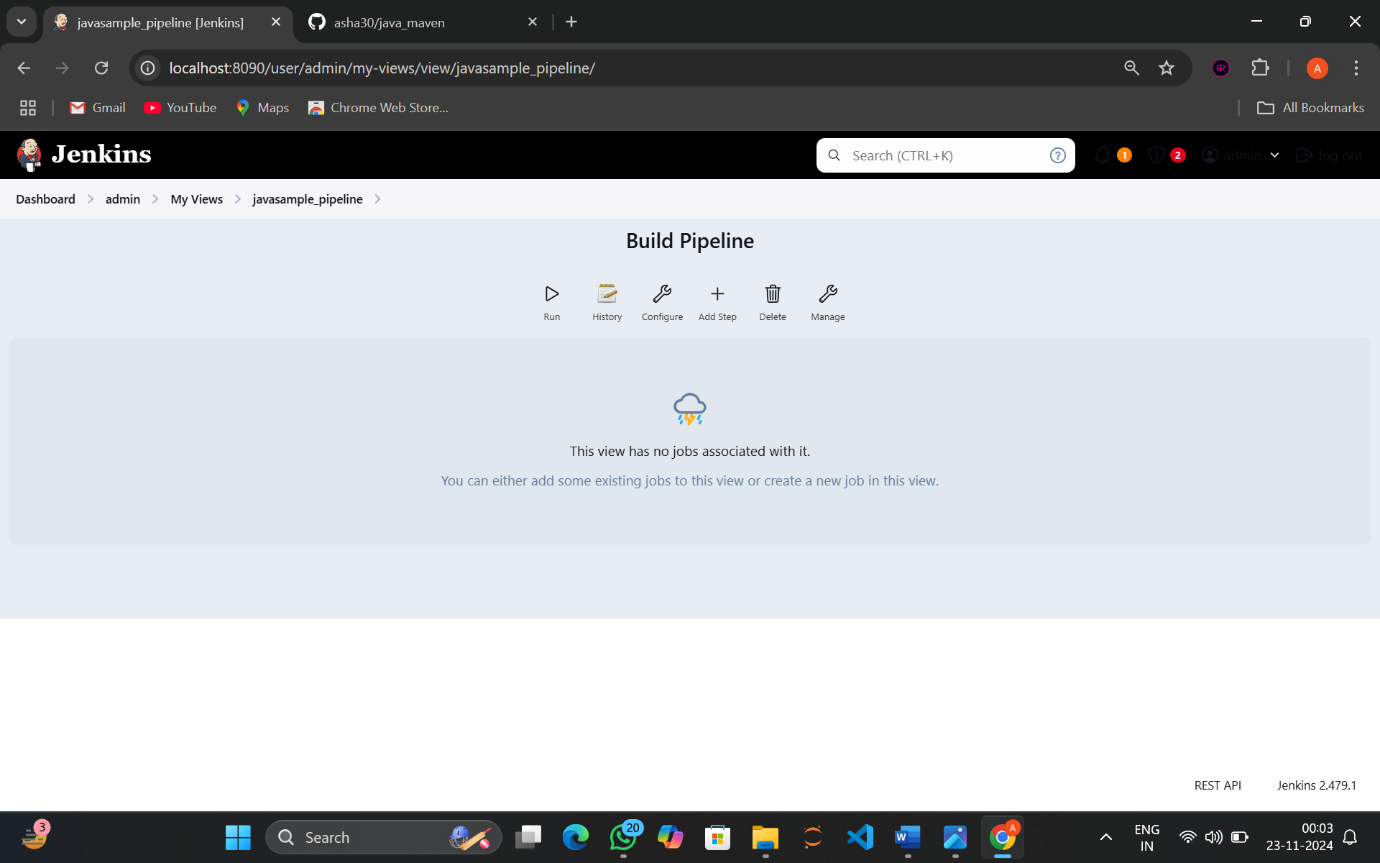 javasample_pipeline [Jenkins]
asha30/java_maven
localhost:8090/user/admin/my-views/view/javasample_pipeline/
BR
A
Gmail
YouTube
Maps
Chrome Web Store...
All Bookmarks
Jenkins
Search (CTRL+K)
?
1
2
admin
log out
Dashboard
admin
My Views
javasample_pipeline
Build Pipeline
Run
History
Configure
Add Step
Delete
Manage
This view has no jobs associated with it.
You can either add some existing jobs to this view or create a new job in this view.
REST API
Jenkins 2.479.1
3
Search
20
W
A
ENG
IN
00:03
23-11-2024